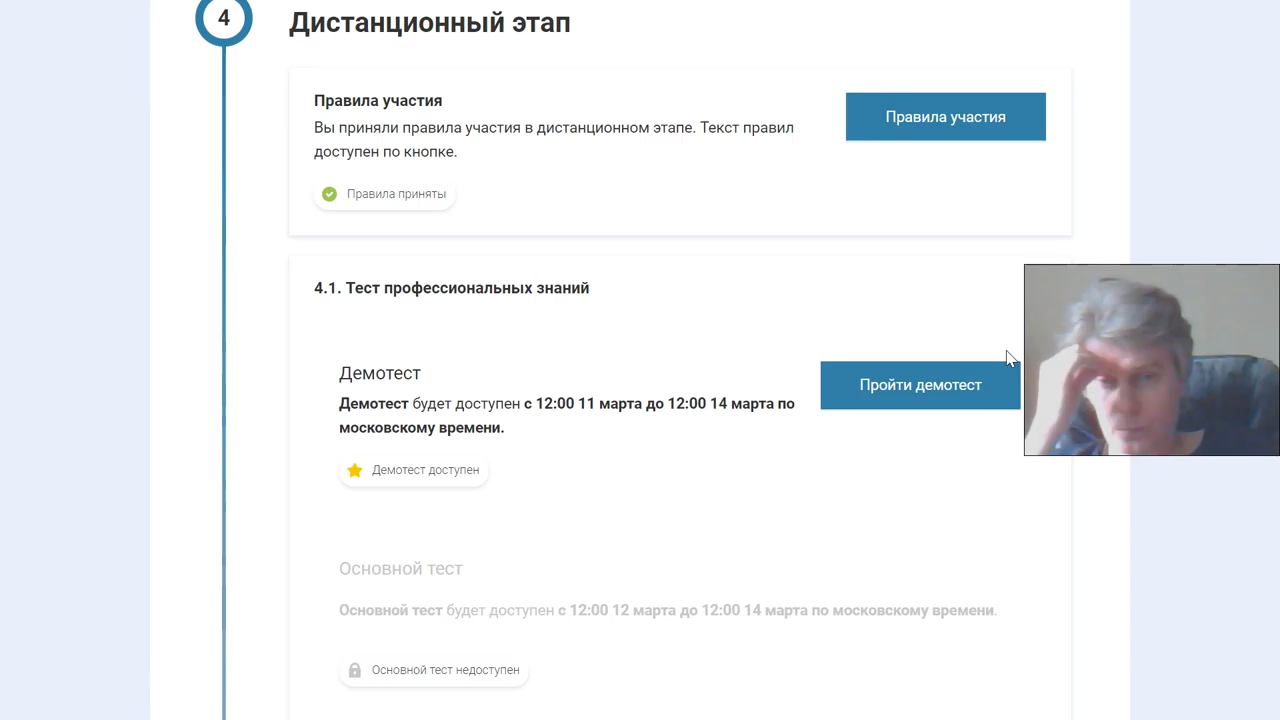 4
Дистанционный этап
Правила участия
Вы приняли правила участия в дистанционном этапе. Текст правил
доступен по кнопке.
Правила участия
Правила приняты
4.1. Тест профессиональных знаний
Демотест
Демотест будет доступен с 12:00 11 марта до 12:00 14 марта по
московскому времени.
Пройти демотест
Демотест доступен
Основной тест
Основной тест будет доступен с 12:00 12 марта до 12:00 14 марта по московскому времени.
Основной тест недоступен